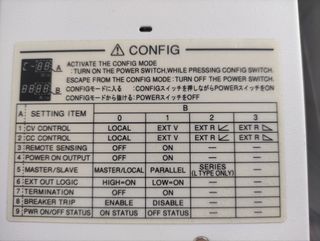 ⚠ CONFIG
C-88 A
8888 B
ACTIVATE THE CONFIG MODE
: TURN ON THE POWER SWITCH,WHILE PRESSING CONFIG SWITCH.
ESCAPE FROM THE CONFIG MODE : TURN OFF THE POWER SWITCH.
CONFIGモードに入る :CONFIGスイッチを押しながらPOWERスイッチをON
CONFIGモードから抜ける:POWERスイッチをOFF
A SETTING ITEM B
0 1 2 3
1 CV CONTROL LOCAL EXT V EXT R EXT R
2 CC CONTROL LOCAL EXT V EXT R EXT R
3 REMOTE SENSING OFF ON — —
4 POWER ON OUTPUT OFF ON — —
5 MASTER/SLAVE MASTER/LOCAL PARALLEL SERIES (L TYPE ONLY) —
6 EXT OUT LOGIC HIGH=ON LOW=ON — —
7 TERMINATION OFF ON — —
8 BREAKER TRIP ENABLE DISABLE — —
9 PWR ON/OFF STATUS ON STATUS OFF STATUS — —